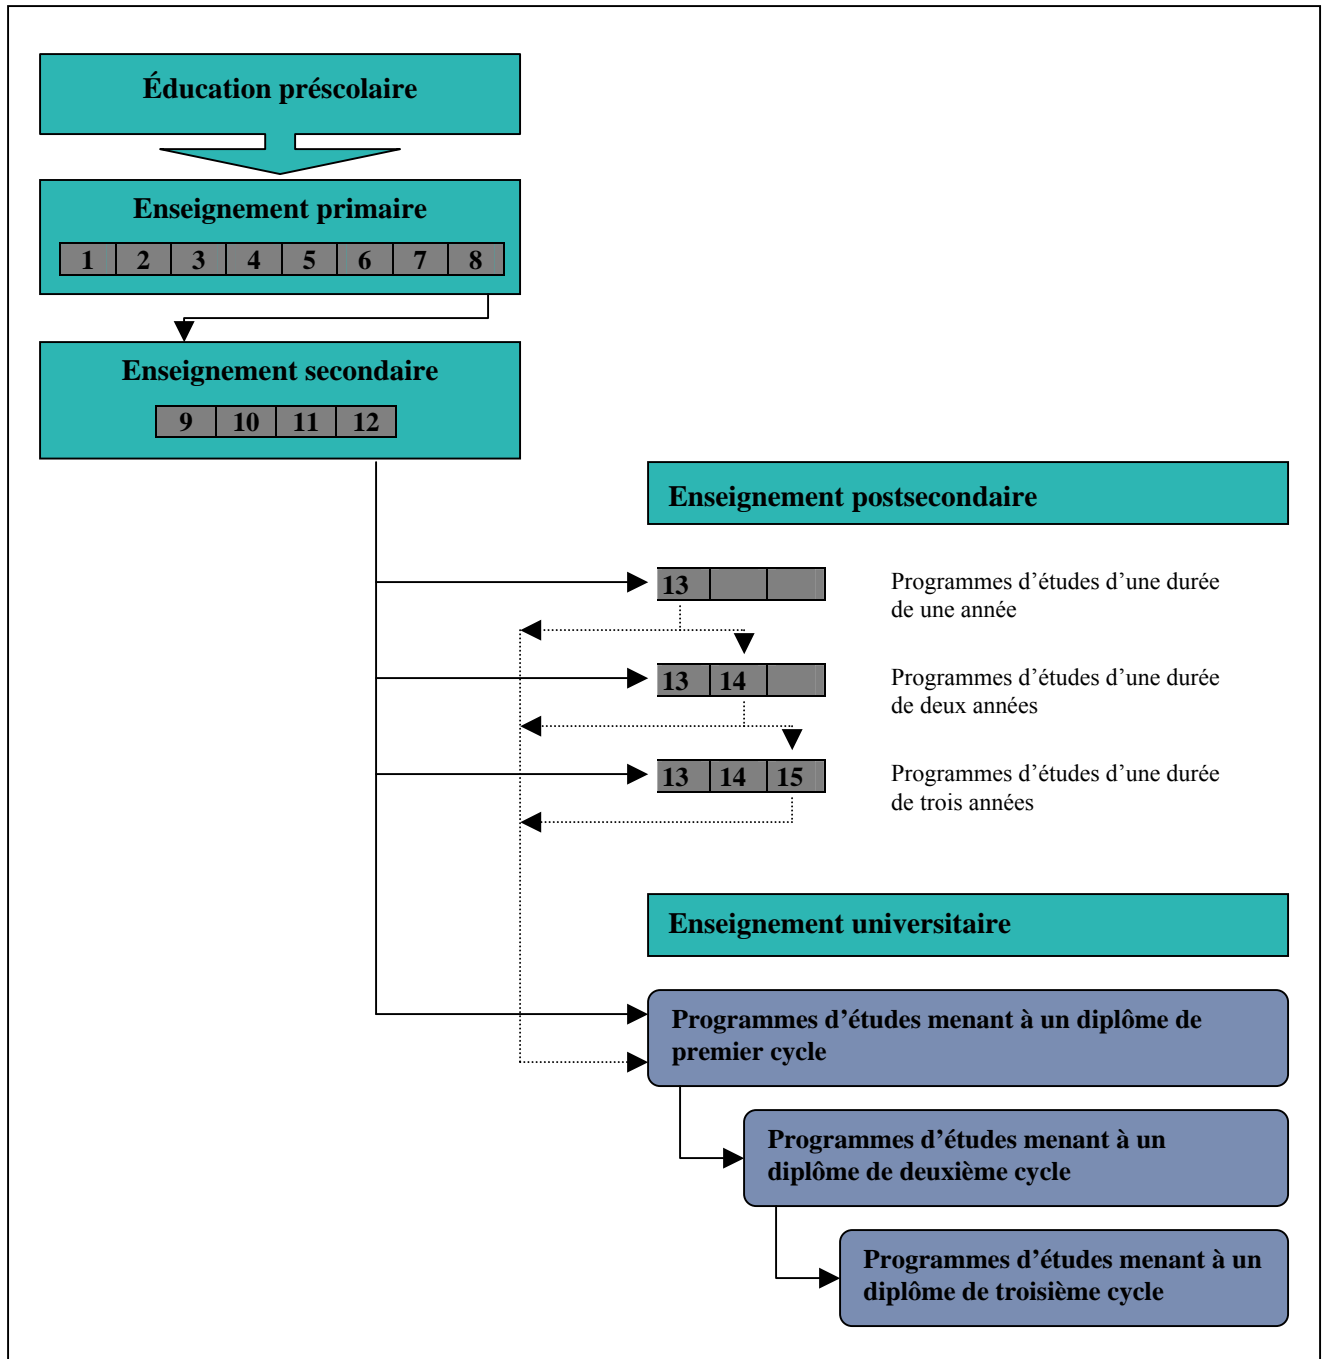 Éducation préscolaire
Enseignement primaire
1 2 3 4 5 6 7 8
Enseignement secondaire
9 10 11 12
Enseignement postsecondaire
13
Programmes d’études d’une durée
de une année
13 14
Programmes d’études d’une durée
de deux années
13 14 15
Programmes d’études d’une durée
de trois années
Enseignement universitaire
Programmes d’études menant à un diplôme de
premier cycle
Programmes d’études menant à un
diplôme de deuxième cycle
Programmes d’études menant à un
diplôme de troisième cycle